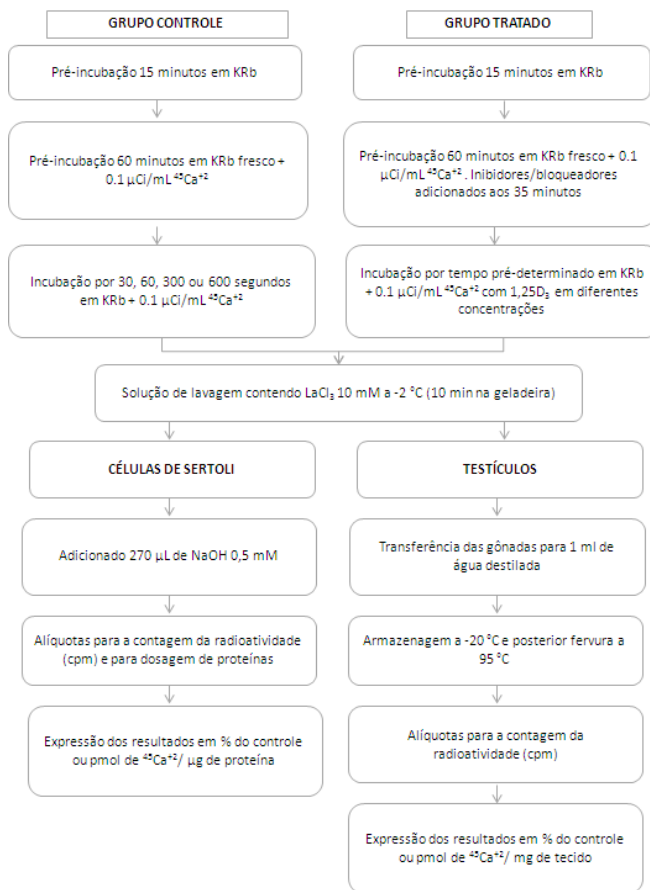 GRUPO CONTROLE
GRUPO TRATADO
Pré-incubação 15 minutos em KRb
Pré-incubação 15 minutos em KRb
Pré-incubação 60 minutos em KRb fresco +
0.1 µCi/mL ⁴⁵Ca⁺²
Pré-incubação 60 minutos em KRb fresco + 0.1
µCi/mL ⁴⁵Ca⁺² . Inibidores/bloqueadores
adicionados aos 35 minutos
Incubação por 30, 60, 300 ou 600 segundos
em KRb + 0.1 µCi/mL ⁴⁵Ca⁺²
Incubação por tempo pré-determinado em KRb
+ 0.1 µCi/mL ⁴⁵Ca⁺² com 1,25D₃ em diferentes
concentrações
Solução de lavagem contendo LaCl₃ 10 mM a -2 °C (10 min na geladeira)
CÉLULAS DE SERTOLI
TESTÍCULOS
Adicionado 270 µL de NaOH 0,5 mM
Transferência das gônadas para 1 ml de
água destilada
Alíquotas para a contagem da radioatividade
(cpm) e para dosagem de proteínas
Armazenagem a -20 °C e posterior fervura a
95 °C
Expressão dos resultados em % do controle
ou pmol de ⁴⁵Ca⁺²/ µg de proteína
Alíquotas para a contagem da
radioatividade (cpm)
Expressão dos resultados em % do controle
ou pmol de ⁴⁵Ca⁺²/ mg de tecido